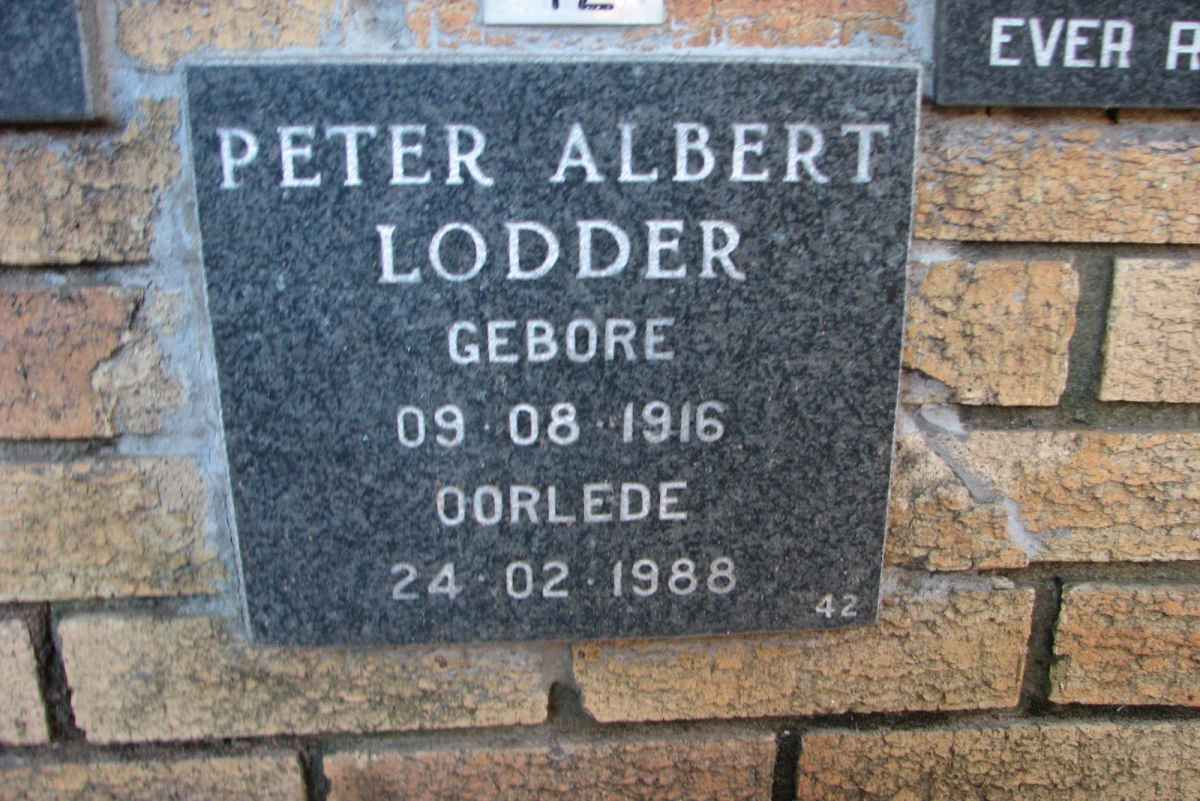 EVER
PETER ALBERT
LODDER
GEBORE
09·08·1916
OORLEDE
24·02·1988
42